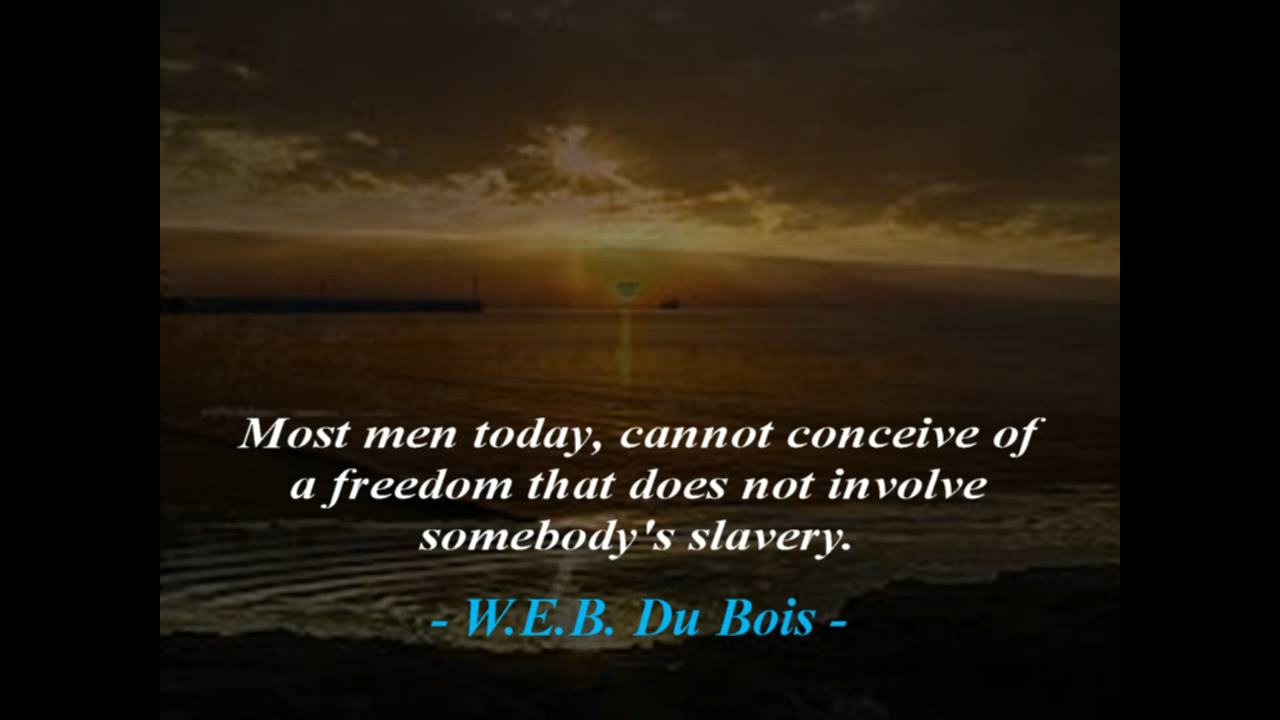 Most men today, cannot conceive of
a freedom that does not involve
somebody's slavery.
- W.E.B. Du Bois -